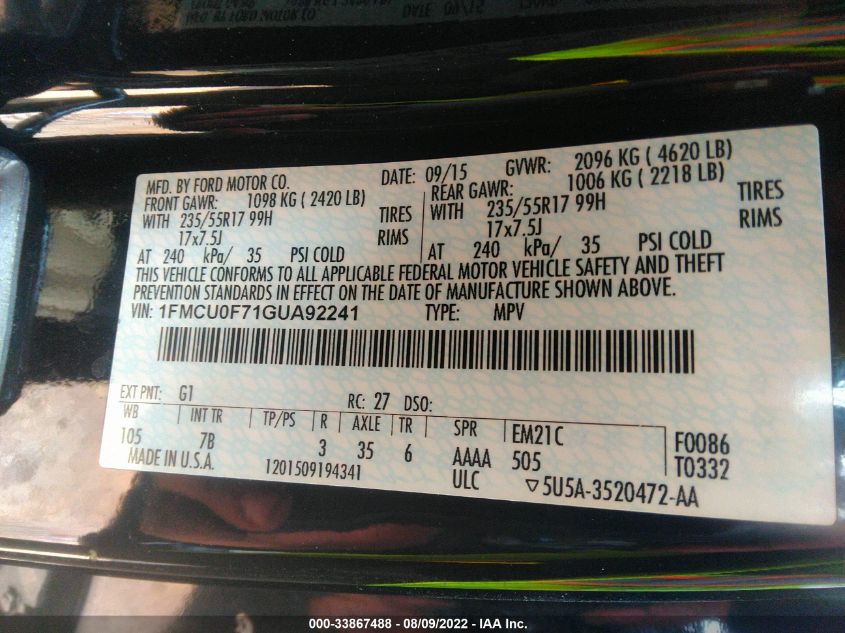 MFD. BY FORD MOTOR CO. DATE: 09/15 GVWR: 2096 KG ( 4620 LB)
FRONT GAWR: 1098 KG ( 2420 LB) REAR GAWR: 1006 KG ( 2218 LB)
WITH 235/55R17 99H TIRES WITH 235/55R17 99H TIRES
17x7.5J RIMS 17x7.5J RIMS
AT 240 kPa/ 35 PSI COLD AT 240 kPa/ 35 PSI COLD
THIS VEHICLE CONFORMS TO ALL APPLICABLE FEDERAL MOTOR VEHICLE SAFETY AND THEFT
PREVENTION STANDARDS IN EFFECT ON THE DATE OF MANUFACTURE SHOWN ABOVE.
VIN: 1FMCU0F71GUA92241 TYPE: MPV
EXT PNT: G1 RC: 27 DSO:
WB INT TR TP/PS R AXLE TR SPR EM21C F0086
105 7B 3 35 6 AAAA 505 T0332
MADE IN U.S.A. 1201509194341 ULC ▽5U5A-3520472-AA
000-33867488 - 08/09/2022 - IAA Inc.